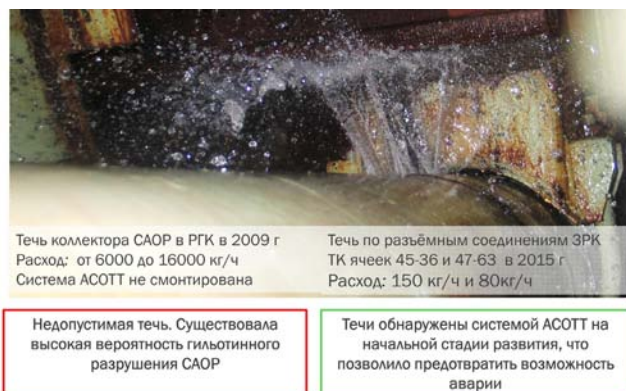 Течь коллектора САОР в РГК в 2009 г
Расход: от 6000 до 16000 кг/ч
Система АСОТТ не смонтирована
Течь по разъёмным соединениям ЗРК
ТК ячеек 45-36 и 47-63 в 2015 г
Расход: 150 кг/ч и 80кг/ч
Недопустимая течь. Существовала
высокая вероятность гильотинного
разрушения САОР
Течи обнаружены системой АСОТТ на
начальной стадии развития, что
позволило предотвратить возможность
аварии